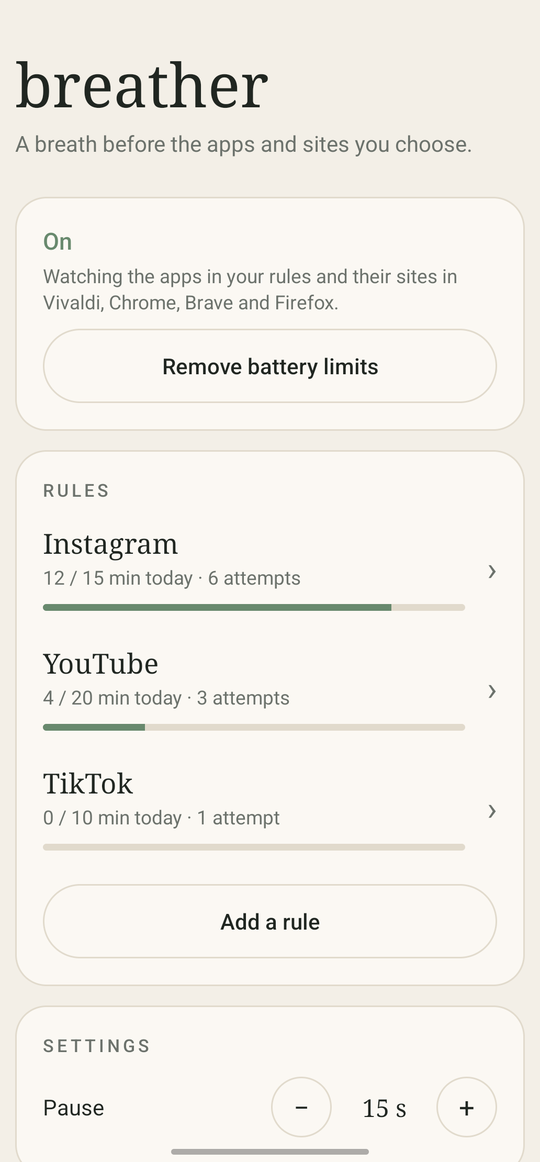 breather
A breath before the apps and sites you choose.
On
Watching the apps in your rules and their sites in
Vivaldi, Chrome, Brave and Firefox.
Remove battery limits
RULES
Instagram
12 / 15 min today · 6 attempts
›
YouTube
4 / 20 min today · 3 attempts
›
TikTok
0 / 10 min today · 1 attempt
›
Add a rule
SETTINGS
Pause − 15 s +